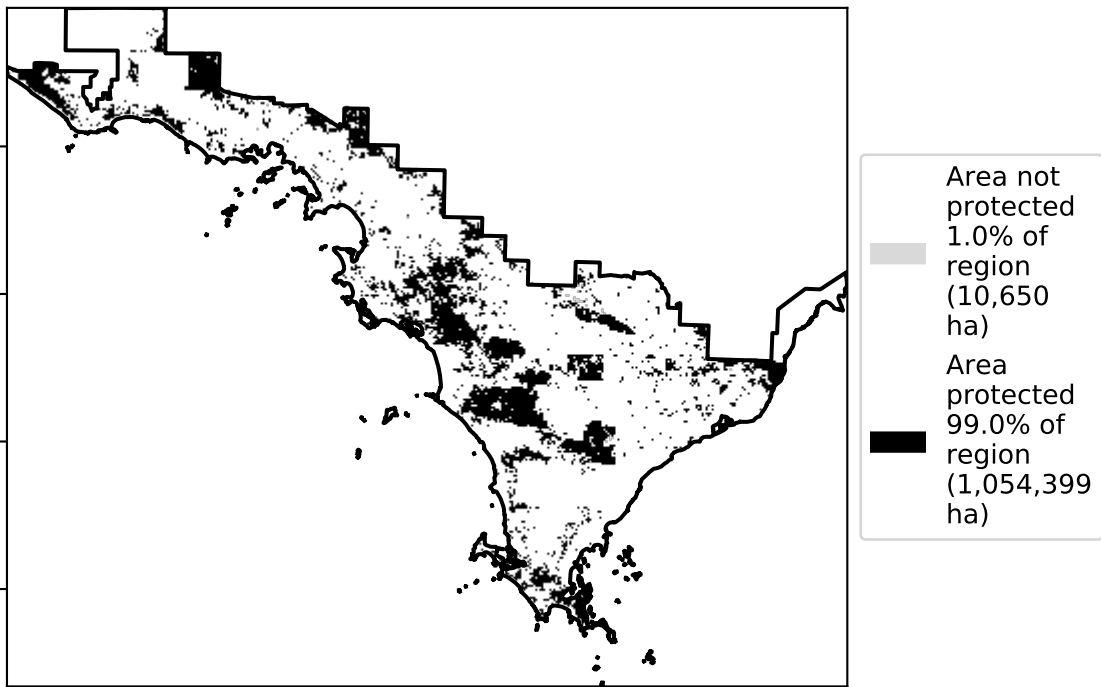 Area not
protected
1.0% of
region
(10,650
ha)
Area
protected
99.0% of
region
(1,054,399
ha)